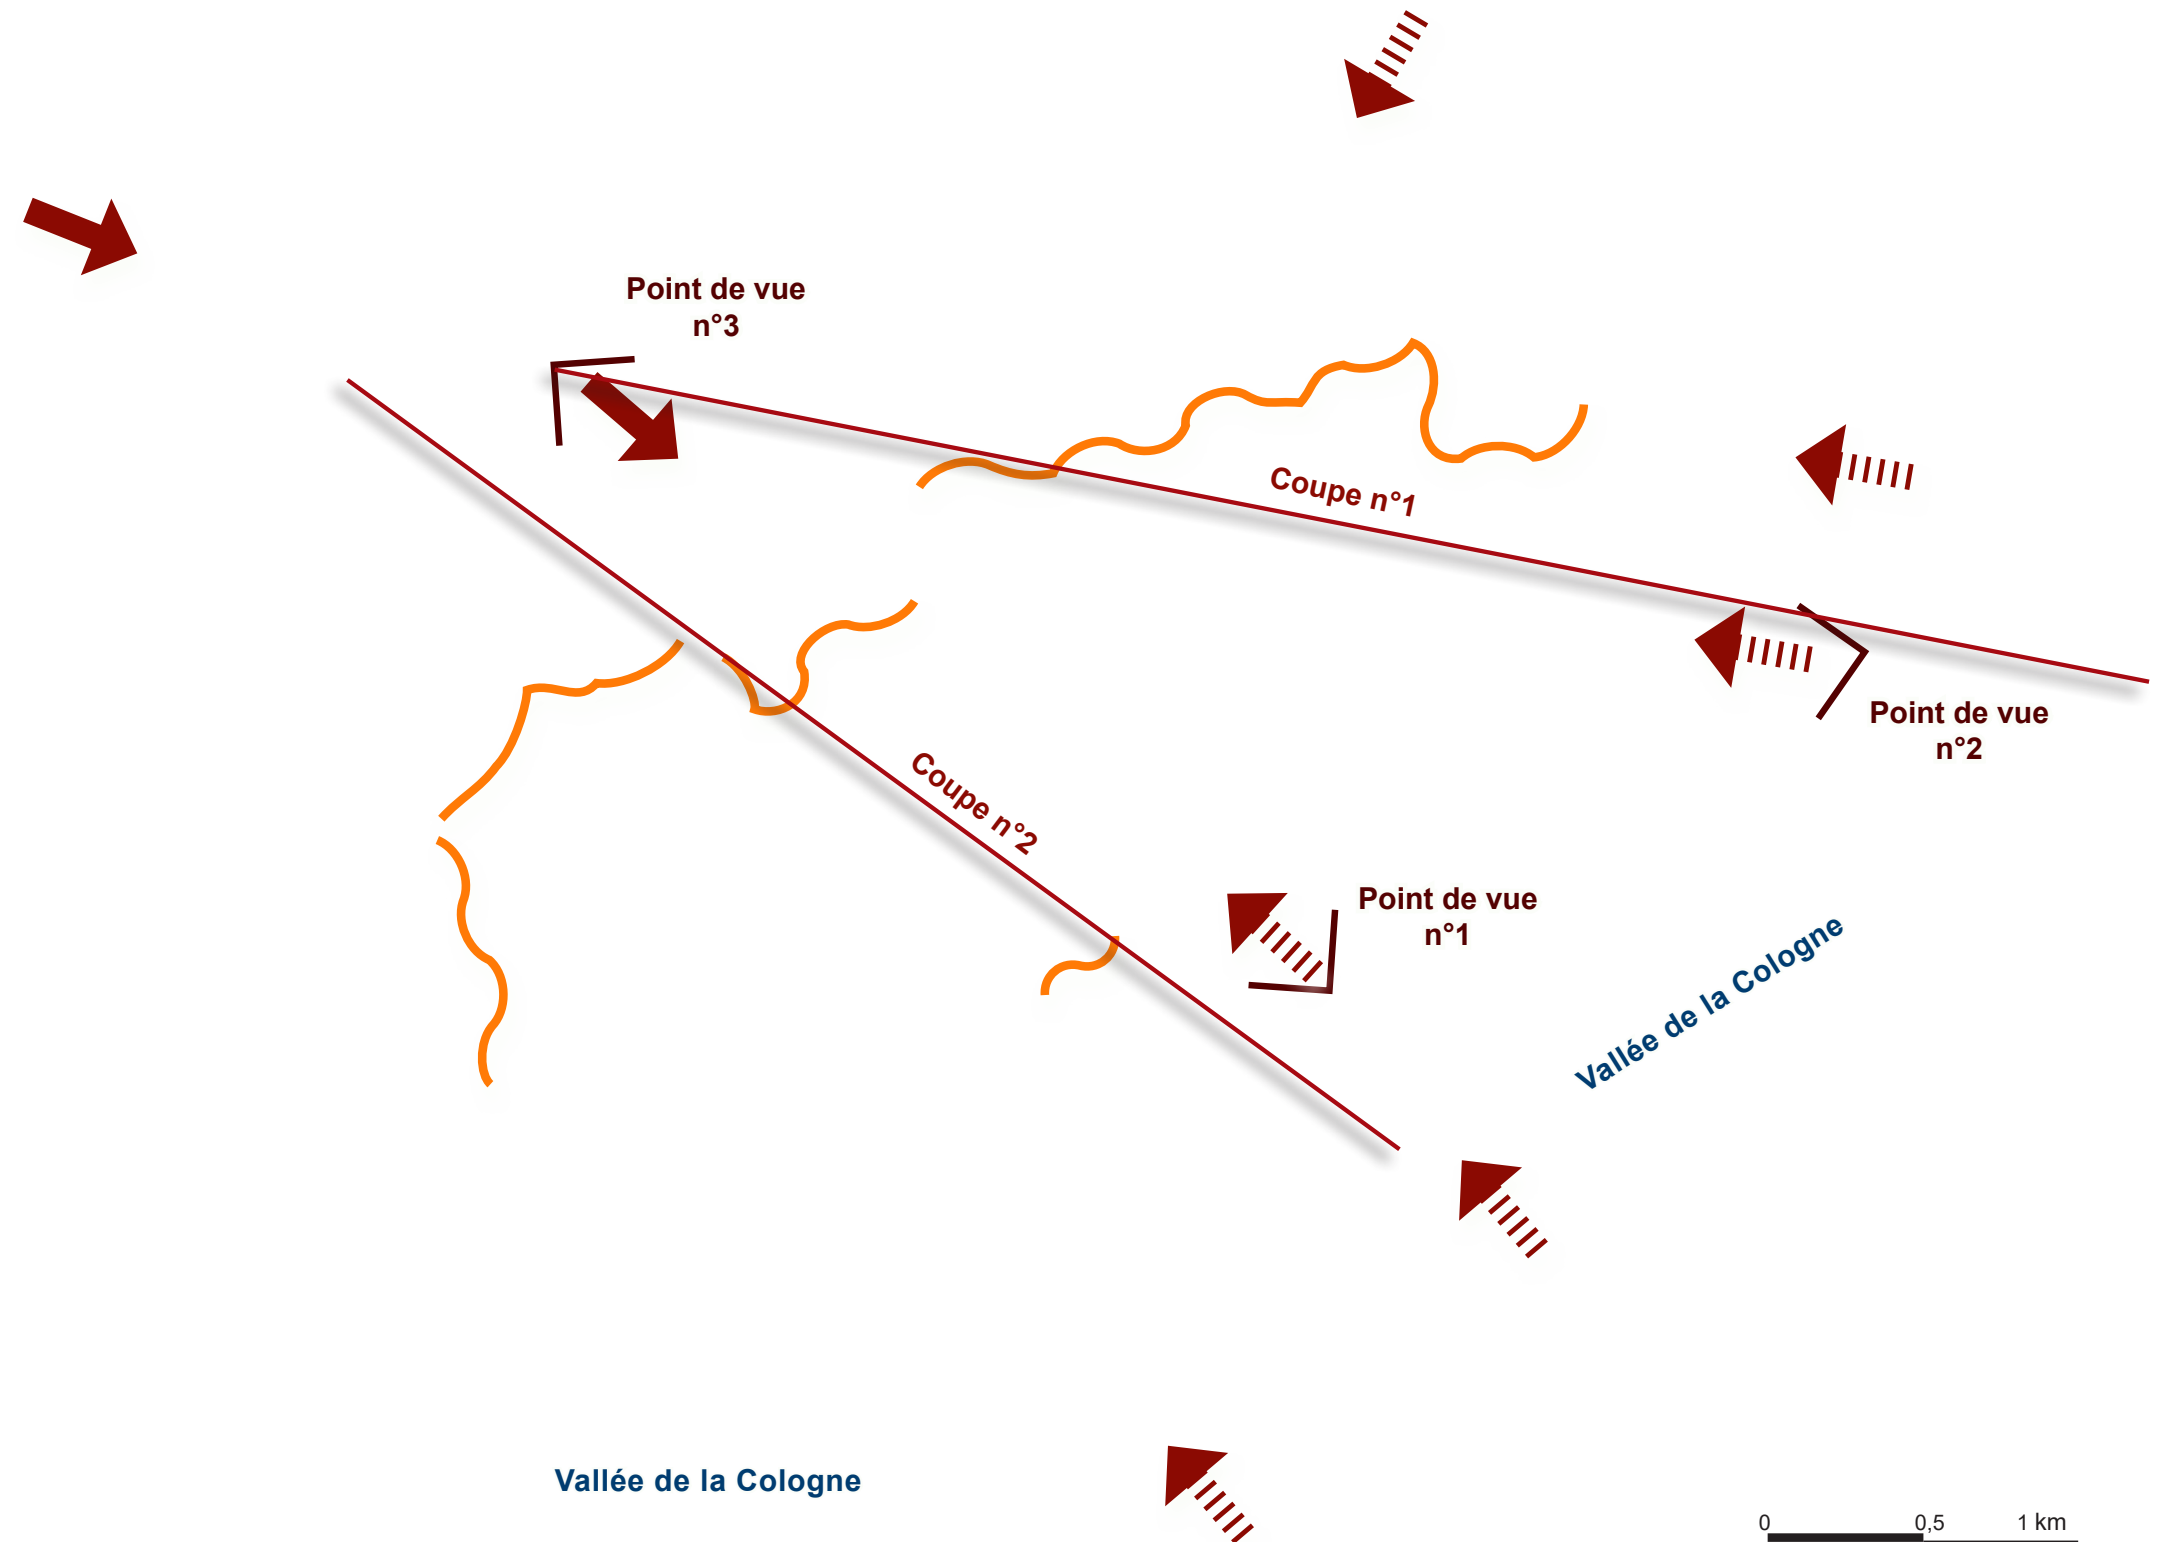 Point de vue
n°3
Coupe n°1
Point de vue
n°2
Coupe n°2
Point de vue
n°1
Vallée de la Cologne
Vallée de la Cologne
0 0,5 1 km